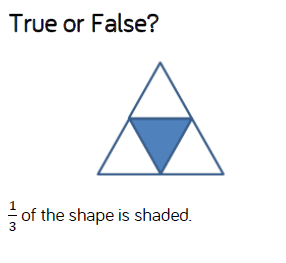 True or False?
1/3 of the shape is shaded.